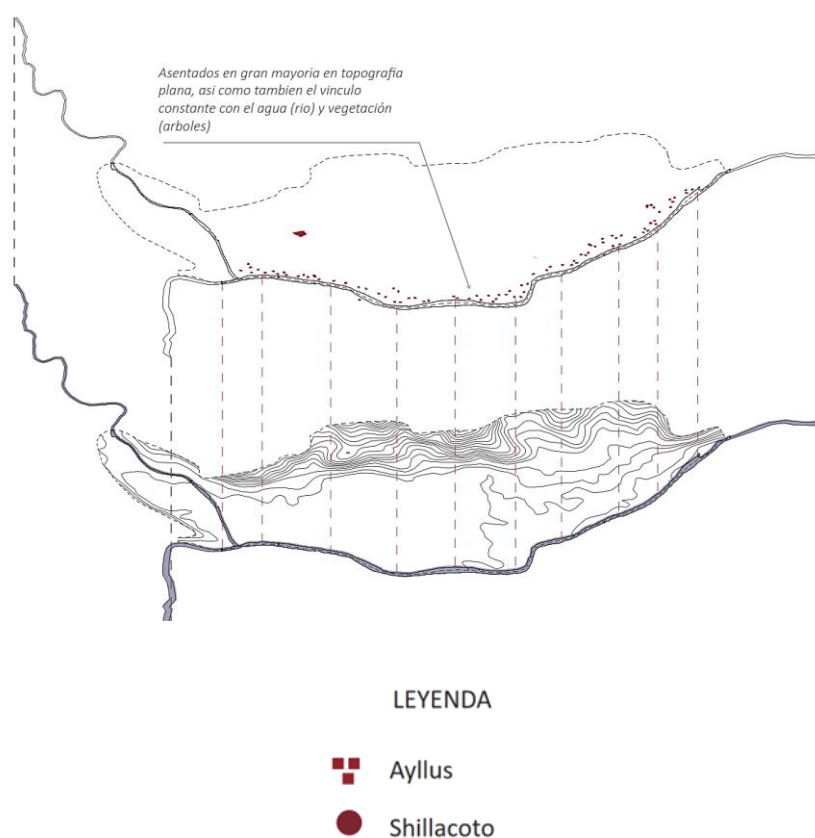 Asentados en gran mayoria en topografia
plana, asi como tambien el vinculo
constante con el agua (rio) y vegetación
(arboles)
LEYENDA
Ayllus
Shillacoto